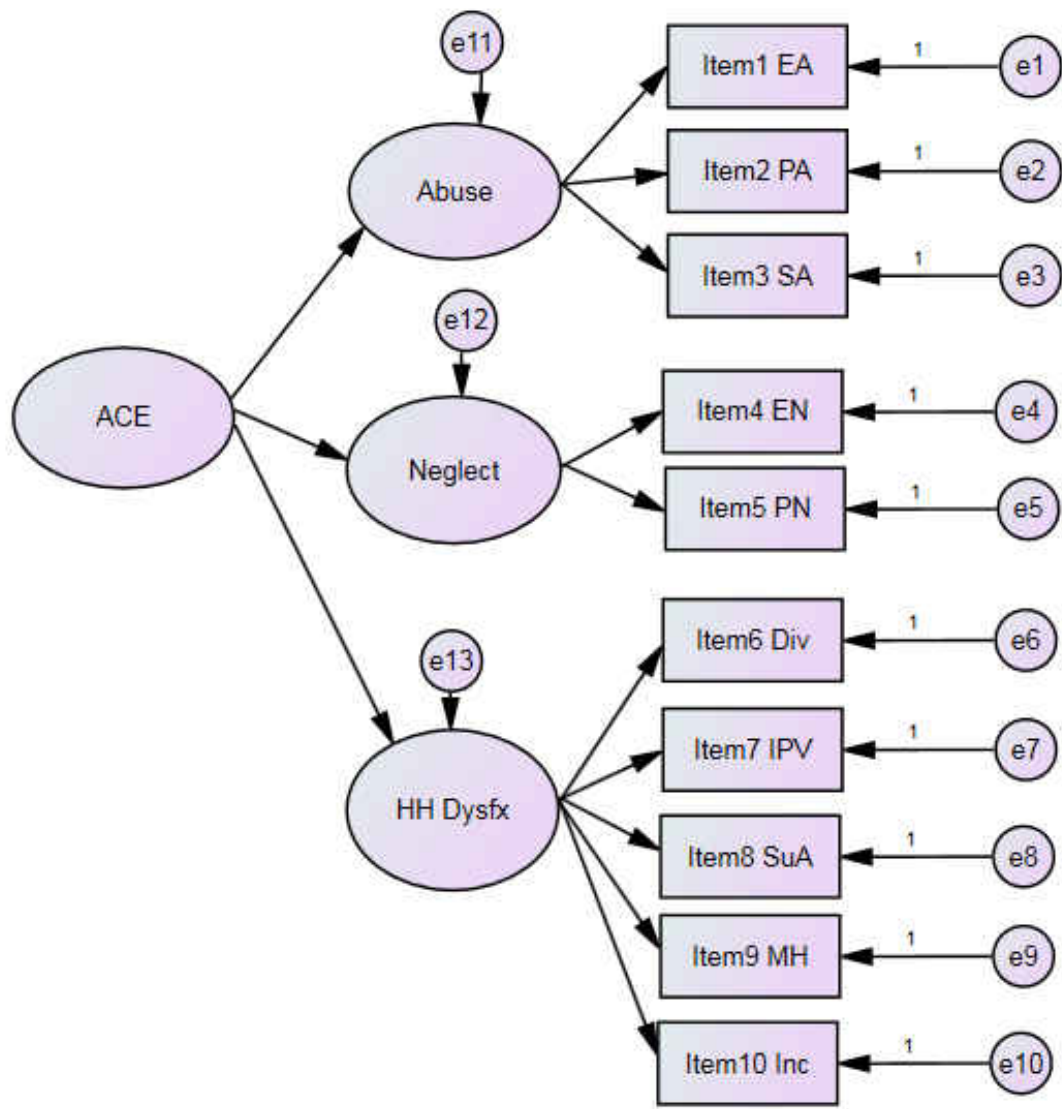 e11
Item1 EA
1
e1
Abuse
Item2 PA
1
e2
Item3 SA
1
e3
e12
ACE
Item4 EN
1
e4
Neglect
Item5 PN
1
e5
e13
Item6 Div
1
e6
HH Dysfx
Item7 IPV
1
e7
Item8 SuA
1
e8
Item9 MH
1
e9
Item10 Inc
1
e10